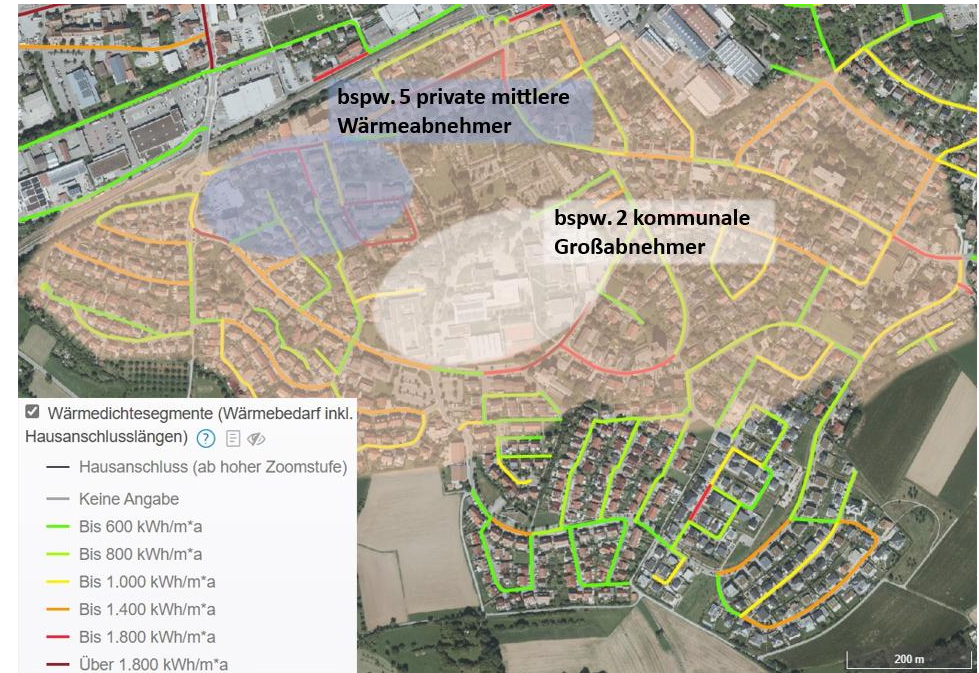 bspw. 5 private mittlere
Wärmeabnehmer
bspw. 2 kommunale
Großabnehmer
Wärmedichtesegmente (Wärmebedarf inkl.
Hausanschlusslängen) ?
Hausanschluss (ab hoher Zoomstufe)
Keine Angabe
Bis 600 kWh/m*a
Bis 800 kWh/m*a
Bis 1.000 kWh/m*a
Bis 1.400 kWh/m*a
Bis 1.800 kWh/m*a
Über 1.800 kWh/m*a
200 m